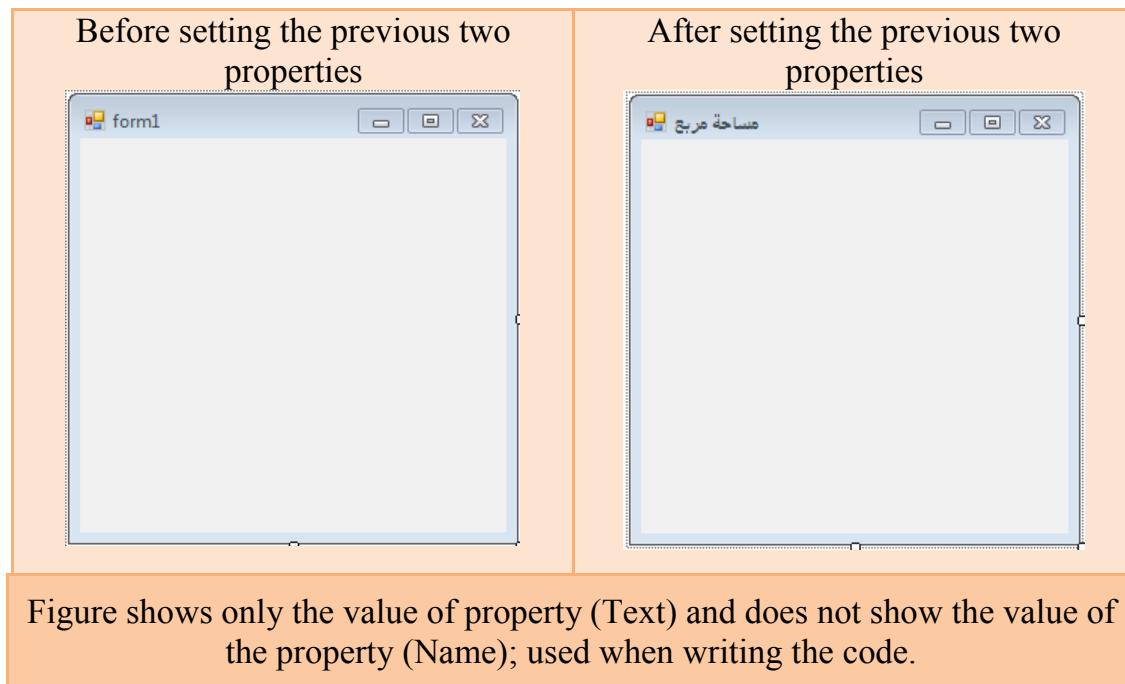 Before setting the previous two
properties
After setting the previous two
properties
form1
مساحة مربع
Figure shows only the value of property (Text) and does not show the value of
the property (Name); used when writing the code.